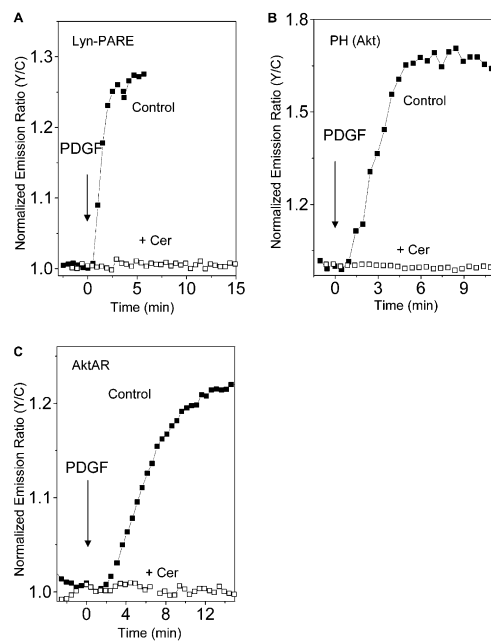 A
Lyn-PARE
1.3
1.2
1.1
1.0
Normalized Emission Ratio (Y/C)
Control
PDGF
+ Cer
0 5 10 15
Time (min)
B
PH (Akt)
1.8
1.5
1.2
Normalized Emission Ratio (Y/C)
Control
PDGF
+ Cer
0 3 6 9
Time (min)
C
AktAR
Control
1.2
1.1
1.0
Normalized Emission Ratio (Y/C)
PDGF
+ Cer
0 4 8 12
Time (min)